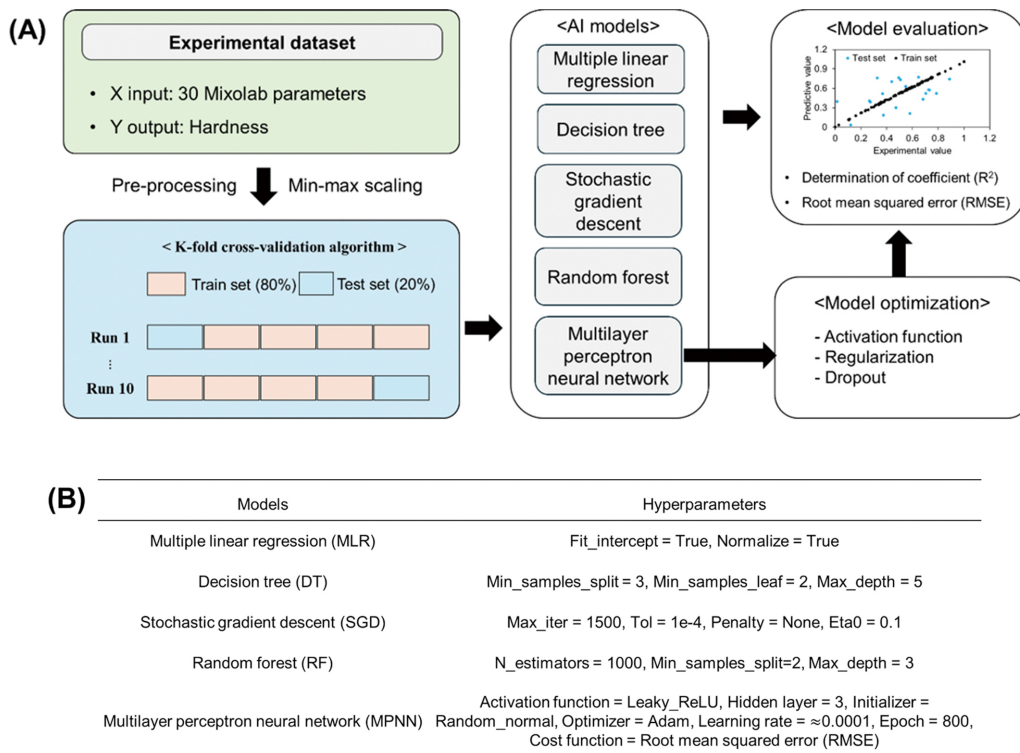 (A)
Experimental dataset
• X input: 30 Mixolab parameters
• Y output: Hardness
Pre-processing
Min-max scaling
< K-fold cross-validation algorithm >
Train set (80%)
Test set (20%)
Run 1
⋮
Run 10
<AI models>
Multiple linear
regression
Decision tree
Stochastic
gradient
descent
Random forest
Multilayer
perceptron
neural network
<Model evaluation>
1.2
0.9
0.6
0.3
0
Predictive value
Test set
Train set
0 0.2 0.4 0.6 0.8 1 1.2
Experimental value
• Determination of coefficient (R²)
• Root mean squared error (RMSE)
<Model optimization>
- Activation function
- Regularization
- Dropout
(B)
Models Hyperparameters
Multiple linear regression (MLR) Fit_intercept = True, Normalize = True
Decision tree (DT) Min_samples_split = 3, Min_samples_leaf = 2, Max_depth = 5
Stochastic gradient descent (SGD) Max_iter = 1500, Tol = 1e-4, Penalty = None, Eta0 = 0.1
Random forest (RF) N_estimators = 1000, Min_samples_split=2, Max_depth = 3
Multilayer perceptron neural network (MPNN)
Activation function = Leaky_ReLU, Hidden layer = 3, Initializer =
Random_normal, Optimizer = Adam, Learning rate = ≈0.0001, Epoch = 800,
Cost function = Root mean squared error (RMSE)